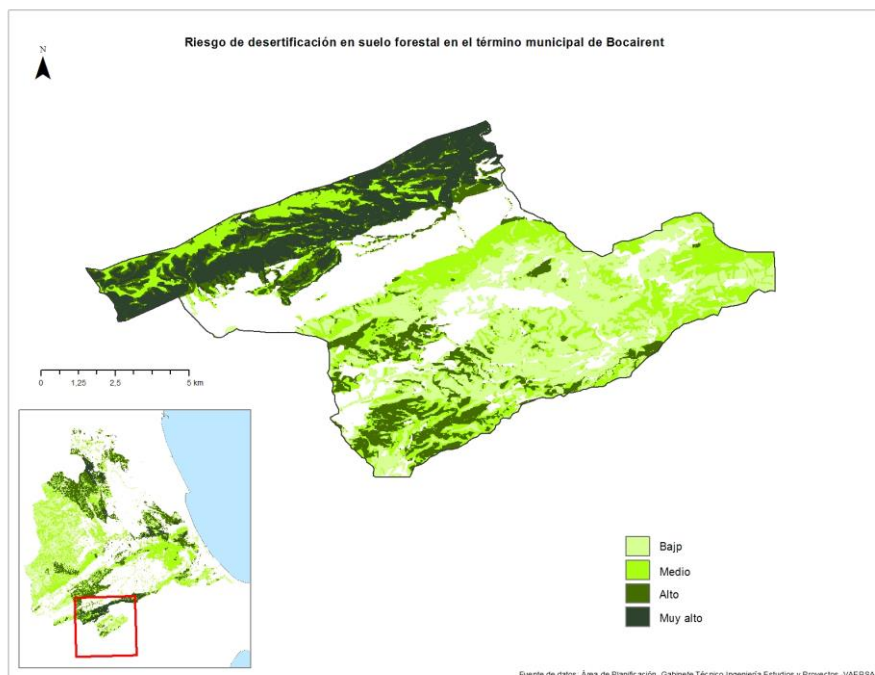 Riesgo de desertificación en suelo forestal en el término municipal de Bocairent
N
0 1,25 2,5 5 km
Bajp
Medio
Alto
Muy alto
Fuente de datos: Área de Planificación, Gabinete Técnico Ingeniería Estudios y Proyectos, VAERSA